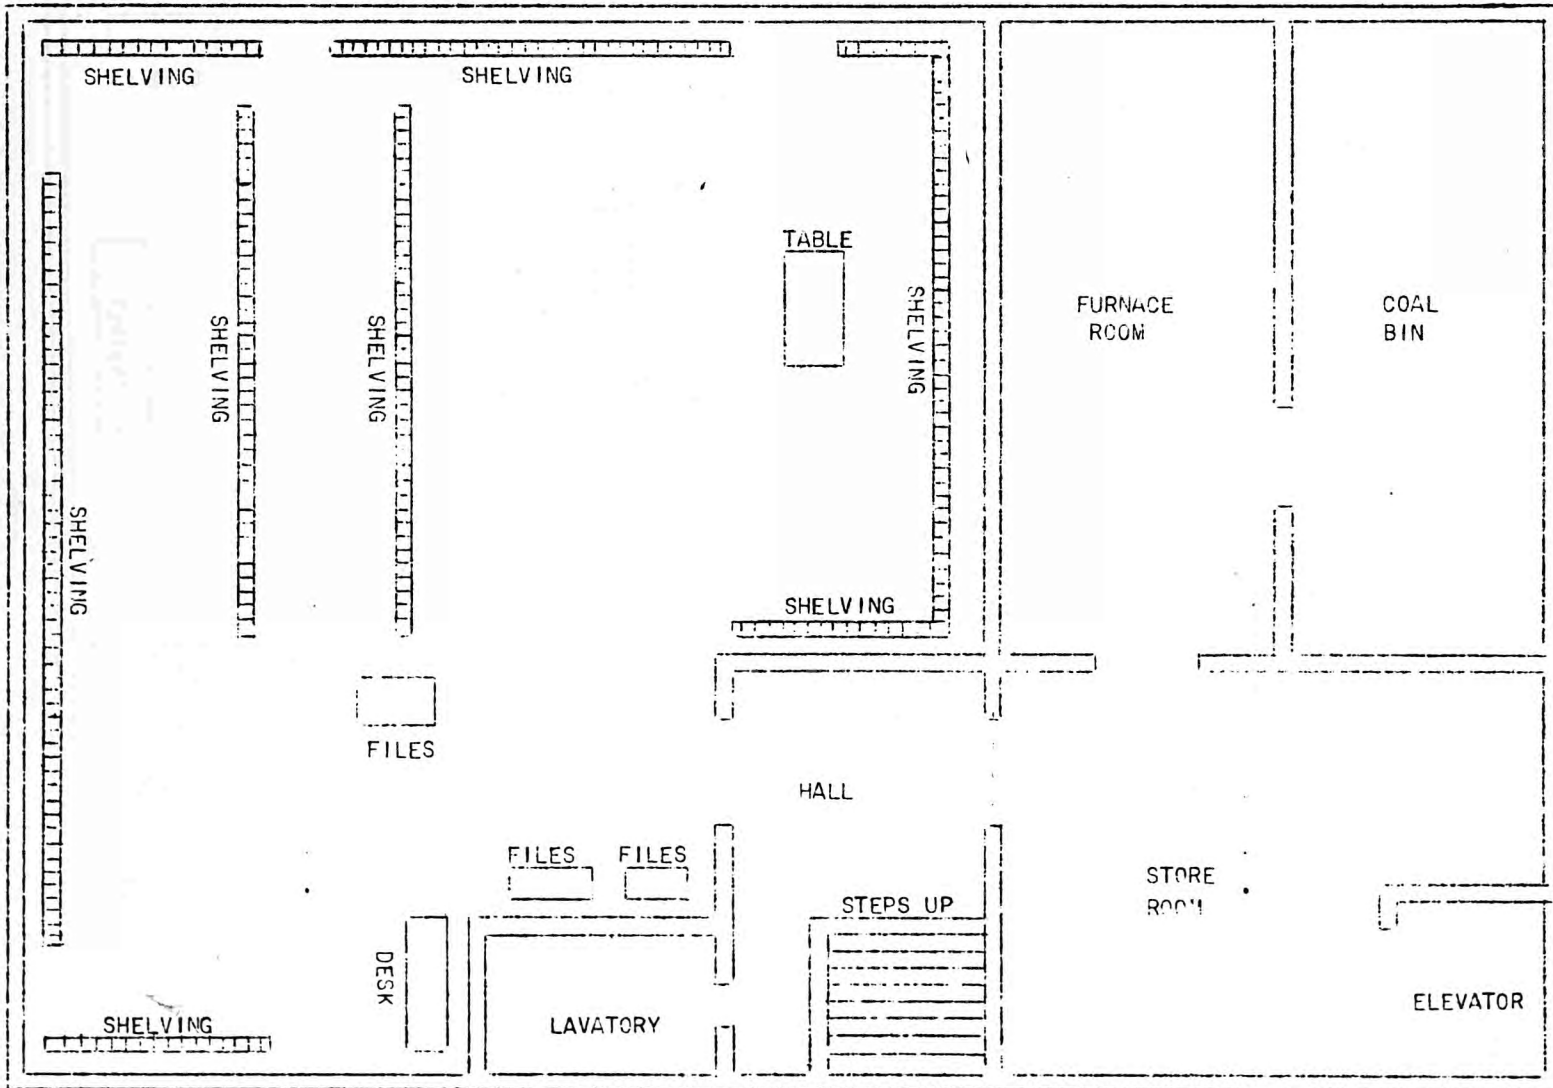 SHELVING
SHELVING
TABLE
SHELVING
SHELVING
SHELVING
FURNACE
ROOM
COAL
BIN
SHELVING
SHELVING
FILES
HALL
FILES
FILES
STORE
ROOM
STEPS UP
DESK
SHELVING
LAVATORY
ELEVATOR